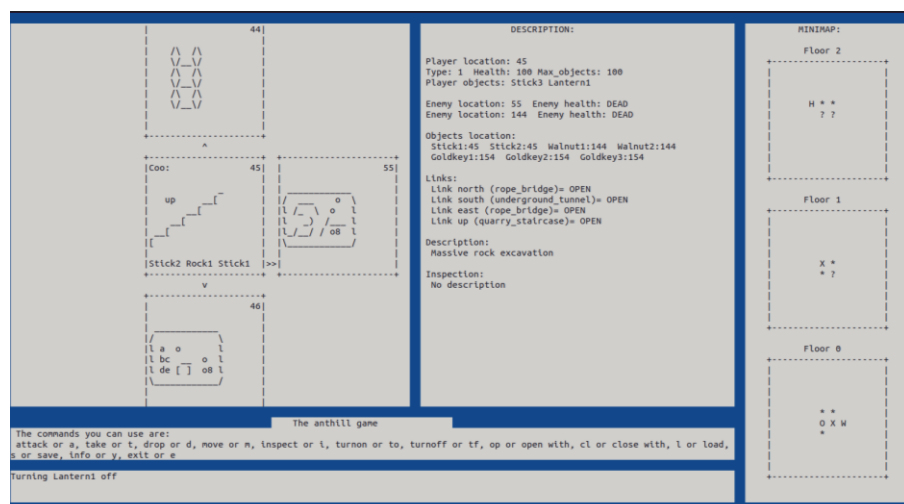 44
Coo: 45
55
up
Stick2 Rock1 Stick1 >>
v
46
a o
bc __ o
de [ ] o8
DESCRIPTION:
Player location: 45
Type: 1 Health: 100 Max_objects: 100
Player objects: Stick3 Lantern1
Enemy location: 55 Enemy health: DEAD
Enemy location: 144 Enemy health: DEAD
Objects location:
Stick1:45 Stick2:45 Walnut1:144 Walnut2:144
Goldkey1:154 Goldkey2:154 Goldkey3:154
Links:
Link north (rope_bridge)= OPEN
Link south (underground_tunnel)= OPEN
Link east (rope_bridge)= OPEN
Link up (quarry_staircase)= OPEN
Description:
Massive rock excavation
Inspection:
No description
MINIMAP:
Floor 2
H * *
? ?
Floor 1
X *
* ?
Floor 0
* *
O X W
*
The anthill game
The commands you can use are:
attack or a, take or t, drop or d, move or m, inspect or i, turnon or to, turnoff or tf, op or open with, cl or close with, l or load,
s or save, info or y, exit or e
Turning Lantern1 off